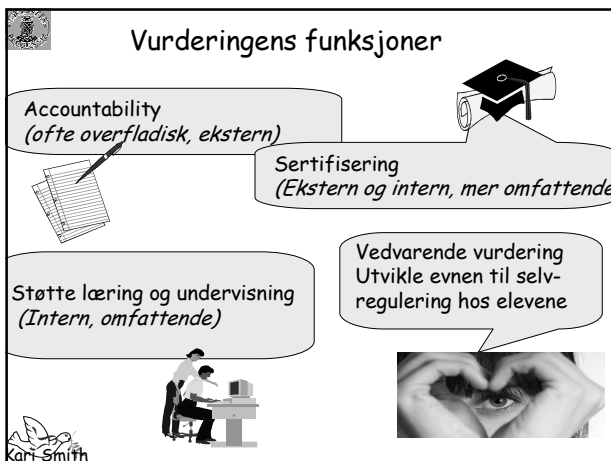 Vurderingens funksjoner
Accountability
(ofte overfladisk, ekstern)
Sertifisering
(Ekstern og intern, mer omfattende
Vedvarende vurdering
Utvikle evnen til selv-
regulering hos elevene
Støtte læring og undervisning
(Intern, omfattende)
Kari Smith